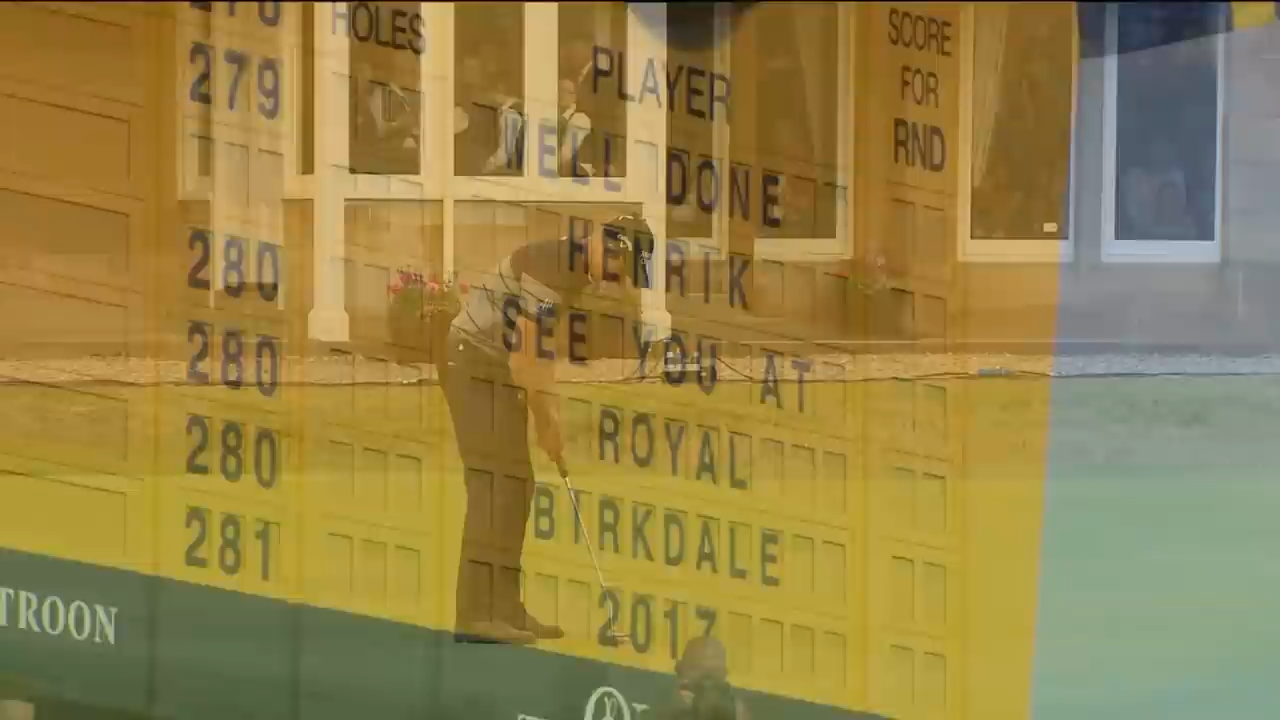 HOLES
PLAYER
SCORE
FOR
RND
279
WELL DONE
280
HENRIK
280
SEE YOU AT
280
ROYAL
281
BIRKDALE
2017
TROON